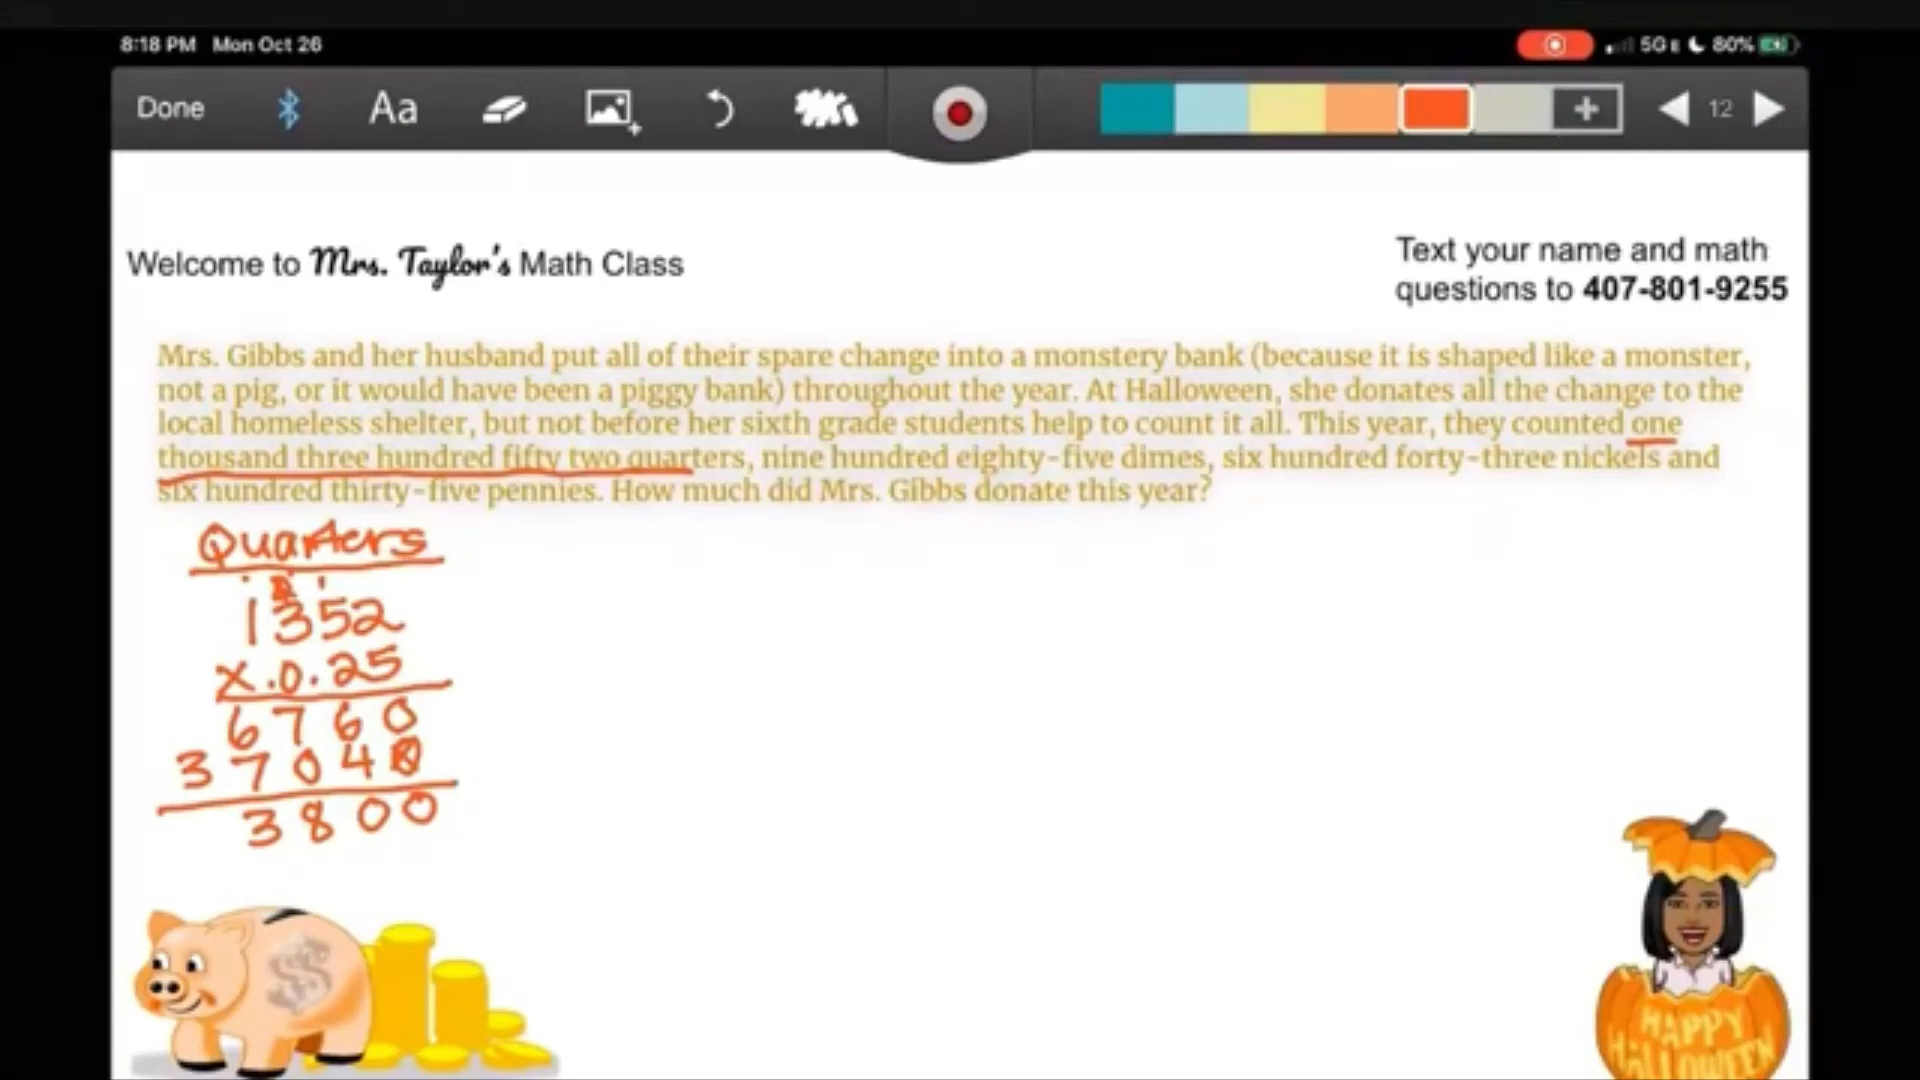 8:18 PM Mon Oct 26
5G E 80%
Done
Aa
12
Welcome to Mrs. Taylor's Math Class
Text your name and math
questions to 407-801-9255
Mrs. Gibbs and her husband put all of their spare change into a monstery bank (because it is shaped like a monster,
not a pig, or it would have been a piggy bank) throughout the year. At Halloween, she donates all the change to the
local homeless shelter, but not before her sixth grade students help to count it all. This year, they counted one
thousand three hundred fifty two quarters, nine hundred eighty-five dimes, six hundred forty-three nickels and
six hundred thirty-five pennies. How much did Mrs. Gibbs donate this year?
Quarters
1352
x.0.25
6760
3704
3800
$
HAPPY
HALLOWEEN